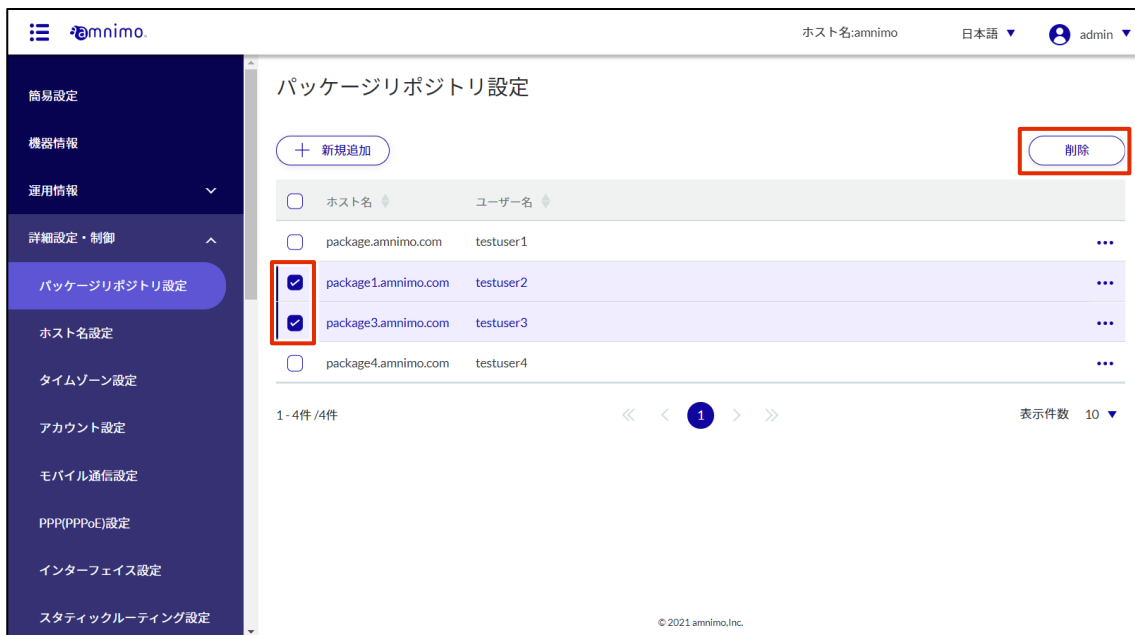 amnimo.
ホスト名:amnimo
日本語 ▼
admin ▼
簡易設定
機器情報
運用情報
詳細設定・制御
パッケージリポジトリ設定
ホスト名設定
タイムゾーン設定
アカウント設定
モバイル通信設定
PPP(PPPoE)設定
インターフェイス設定
スタティックルーティング設定
パッケージリポジトリ設定
＋ 新規追加
削除
ホスト名 ユーザー名
package.amnimo.com testuser1 •••
package1.amnimo.com testuser2 •••
package3.amnimo.com testuser3 •••
package4.amnimo.com testuser4 •••
1 - 4件 /4件
1
表示件数 10 ▼
© 2021 amnimo,Inc.